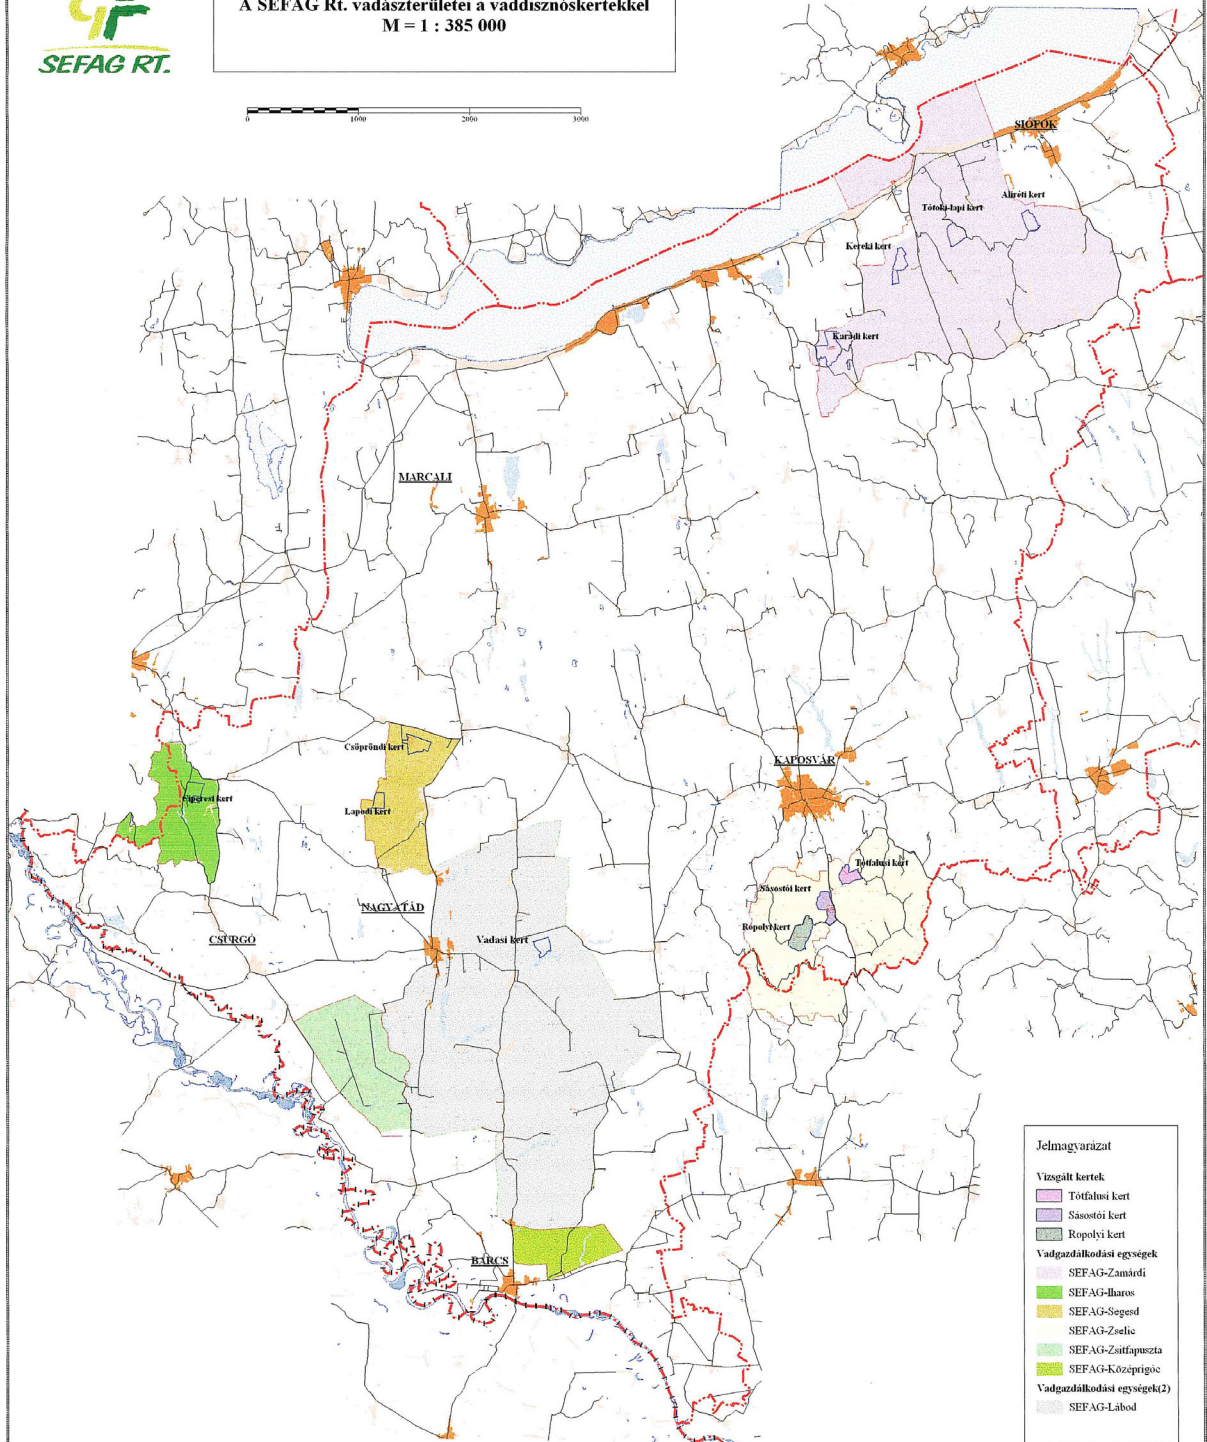 A SEFAG Rt. vadászterületei a vaddisznóskertekkel
M = 1 : 385 000
SEFAG RT.
0 1000 2000 3000
SIÓFOK
Alıréti kert
Tótoki-lapi kert
Kereki kert
Karádi kert
MARCALI
Csöpröndi kert
KAPOSVÁR
Lapodi kert
Tótfalusi kert
Sásostói kert
NAGYATÁD
Ropolyi kert
CSURGÓ
Vadasi kert
BARCS
Jelmagyarázat
Vizsgált kertek
Tótfalusi kert
Sásostói kert
Ropolyi kert
Vadgazdálkodási egységek
SEFAG-Zamárdi
SEFAG-Iharos
SEFAG-Segesd
SEFAG-Zselic
SEFAG-Zsitfapuszta
SEFAG-Középrigóc
Vadgazdálkodási egységek(2)
SEFAG-Lábod